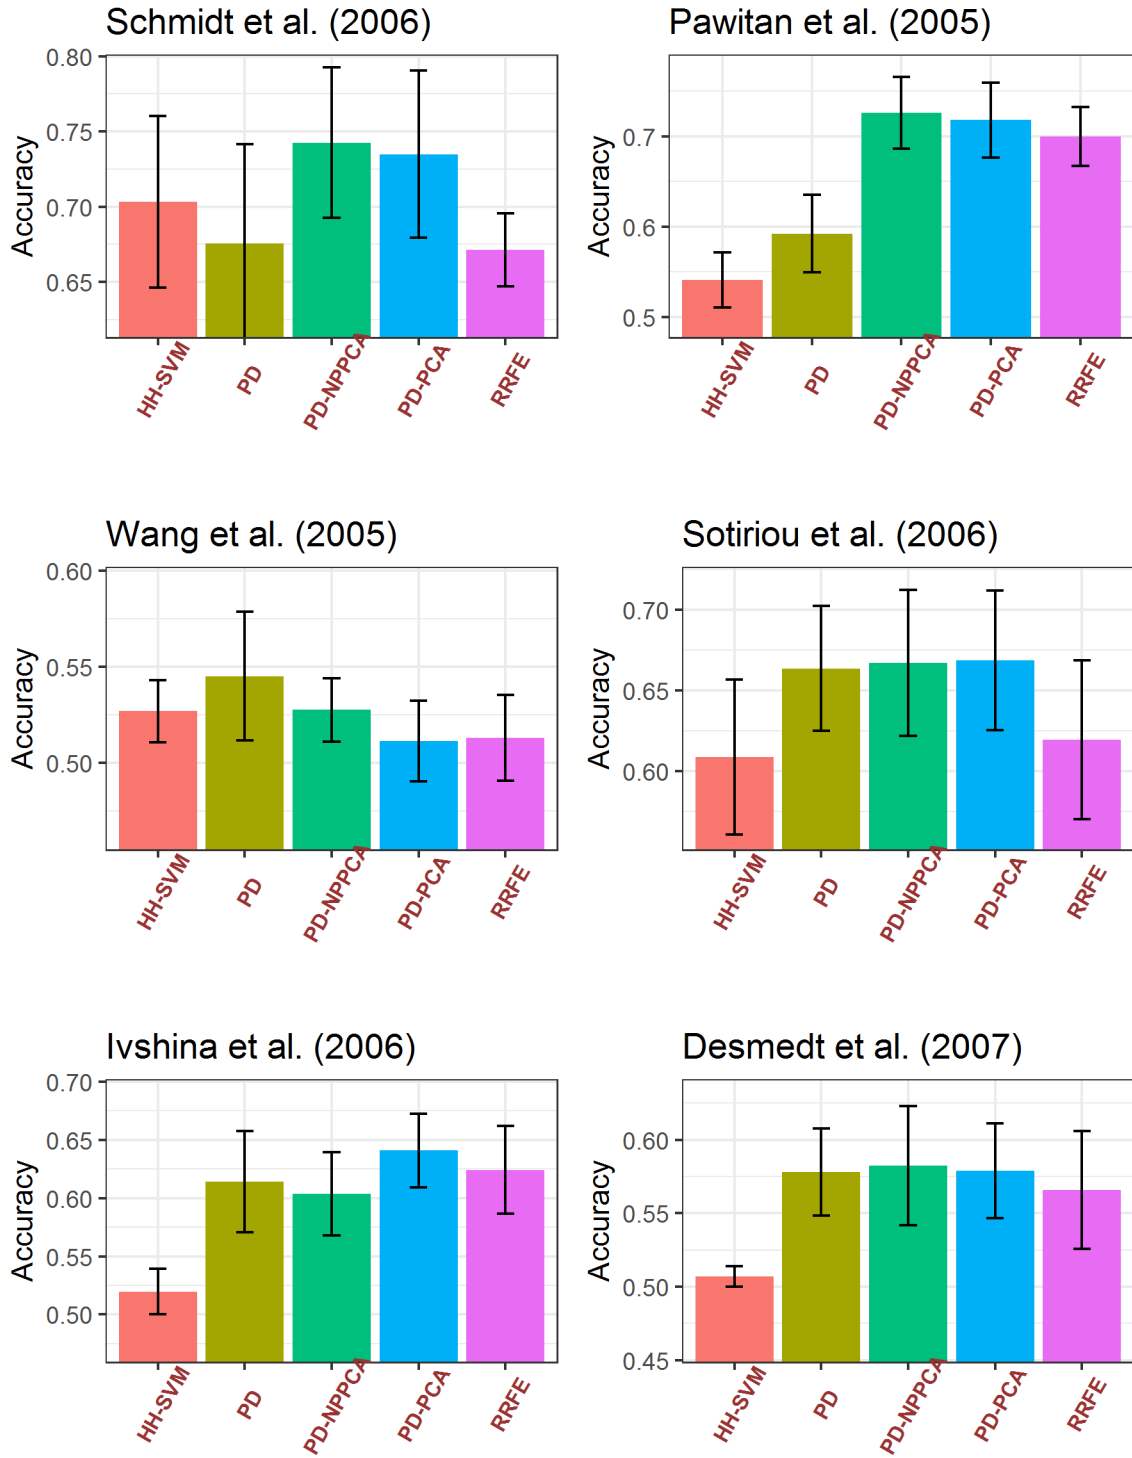 Schmidt et al. (2006)
Accuracy
0.80
0.75
0.70
0.65
HH-SVM
PD
PD-NPPCA
PD-PCA
RRFE
Pawitan et al. (2005)
Accuracy
0.7
0.6
0.5
HH-SVM
PD
PD-NPPCA
PD-PCA
RRFE
Wang et al. (2005)
Accuracy
0.60
0.55
0.50
HH-SVM
PD
PD-NPPCA
PD-PCA
RRFE
Sotiriou et al. (2006)
Accuracy
0.70
0.65
0.60
HH-SVM
PD
PD-NPPCA
PD-PCA
RRFE
Ivshina et al. (2006)
Accuracy
0.70
0.65
0.60
0.55
0.50
HH-SVM
PD
PD-NPPCA
PD-PCA
RRFE
Desmedt et al. (2007)
Accuracy
0.60
0.55
0.50
0.45
HH-SVM
PD
PD-NPPCA
PD-PCA
RRFE